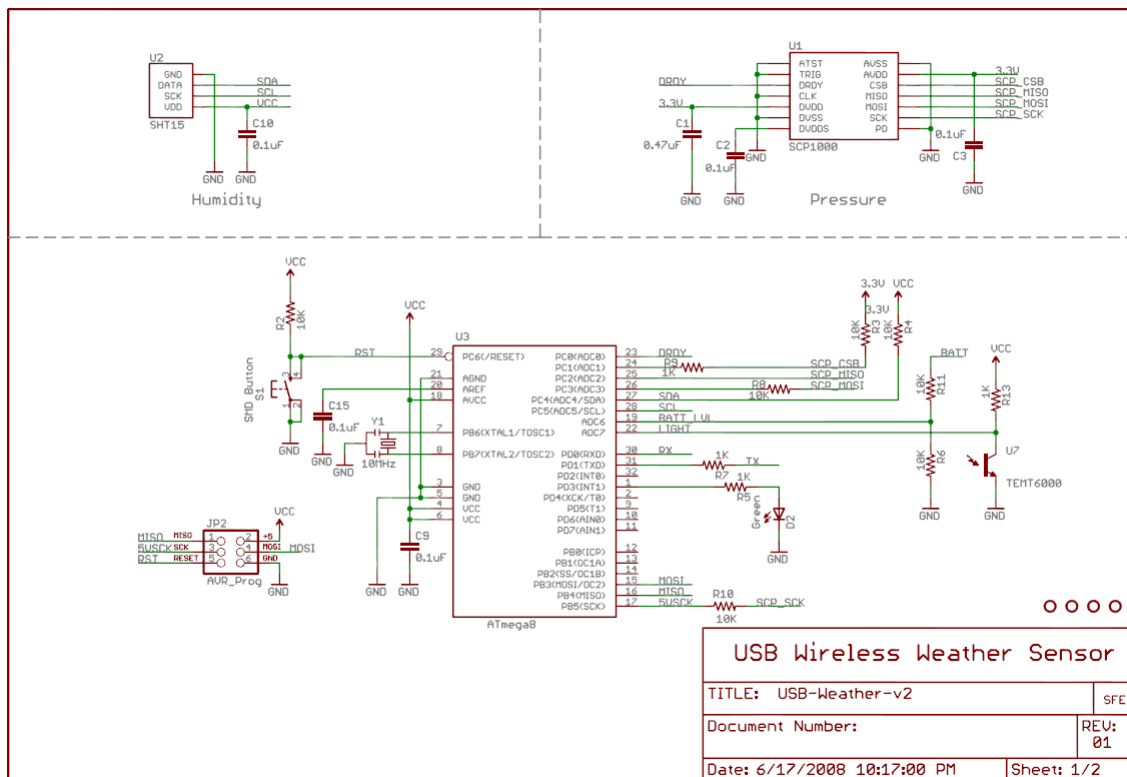 U2
GND
DATA
SCK
VDD
SHT15
SDA
SCL
VCC
C10
0.1uF
GND
GND
Humidity
U1
ATST
TRIG
DRDY
CLK
DVDD
DVSS
DVDDS
AVSS
AVDD
CSB
MISO
MOSI
SCK
PD
SCP1000
DRDY
3.3V
C1
0.47uF
C2
0.1uF
GND
GND
GND
3.3V
SCP_CSB
SCP_MISO
SCP_MOSI
SCP_SCK
0.1uF
C3
GND
GND
Pressure
VCC
R2
10K
RST
SMD Button
S1
3
4
1
2
GND
C15
0.1uF
GND
VCC
Y1
10MHz
GND
U3
29 PC6(/RESET)
21 AGND
20 AREF
18 AVCC
7 PB6(XTAL1/TOSC1)
8 PB7(XTAL2/TOSC2)
3 GND
5 GND
4 VCC
6 VCC
C9
0.1uF
GND
GND
PC0(ADC0) 23 DRDY
PC1(ADC1) 24
PC2(ADC2) 25 SCP_MISO
PC3(ADC3) 26
PC4(ADC4/SDA) 27 SDA
PC5(ADC5/SCL) 28 SCL
ADC6 19 BATT_LVL
ADC7 22 LIGHT
PD0(RXD) 30 RX
PD1(TXD) 31
PD2(INT0) 32
PD3(INT1) 1
PD4(XCK/T0) 2
PD5(T1) 9
PD6(AIN0) 10
PD7(AIN1) 11
PB0(ICP) 12
PB1(OC1A) 13
PB2(SS/OC1B) 14
PB3(MOSI/OC2) 15 MOSI
PB4(MISO) 16 MISO
PB5(SCK) 17 5VSCK
ATmega8
R9
1K
SCP_CSB
R8
10K
SCP_MOSI
3.3V
3.3V
10K
R3
VCC
10K
R4
BATT
10K
R11
10K
R6
GND
VCC
1K
R13
U7
TEMT6000
GND
1K
R7
TX
1K
R5
Green
D2
GND
R10
10K
SCP_SCK
JP2
MISO MISO 1 2 +5 VCC
5VSCK SCK 3 4 MOSI MOSI
RST RESET 5 6 GND
AVR_Prog
GND
USB Wireless Weather Sensor
TITLE: USB-Weather-v2
SFE
Document Number:
REV:
01
Date: 6/17/2008 10:17:00 PM
Sheet: 1/2